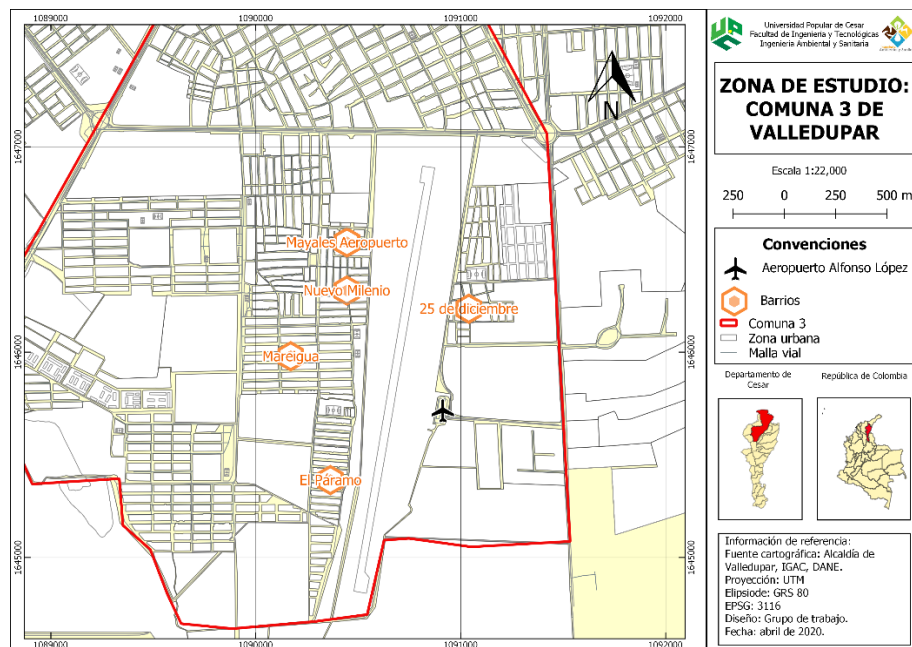 1089000
1090000
1091000
1092000
1647000
1646000
1645000
1647000
1646000
1645000
N
Mayales Aeropuerto
Nuevo Milenio
25 de diciembre
Mareigua
El Páramo
1089000
1090000
1091000
1092000
UPC
Universidad Popular de Cesar
Facultad de Ingeniería y Tecnológicas
Ingeniería Ambiental y Sanitaria
ZONA DE ESTUDIO:
COMUNA 3 DE
VALLEDUPAR
Escala 1:22,000
250 0 250 500 m
Convenciones
Aeropuerto Alfonso López
Barrios
Comuna 3
Zona urbana
Malla vial
Departamento de
Cesar
República de Colombia
Información de referencia:
Fuente cartográfica: Alcaldía de
Valledupar, IGAC, DANE.
Proyección: UTM
Elipsiode: GRS 80
EPSG: 3116
Diseño: Grupo de trabajo.
Fecha: abril de 2020.